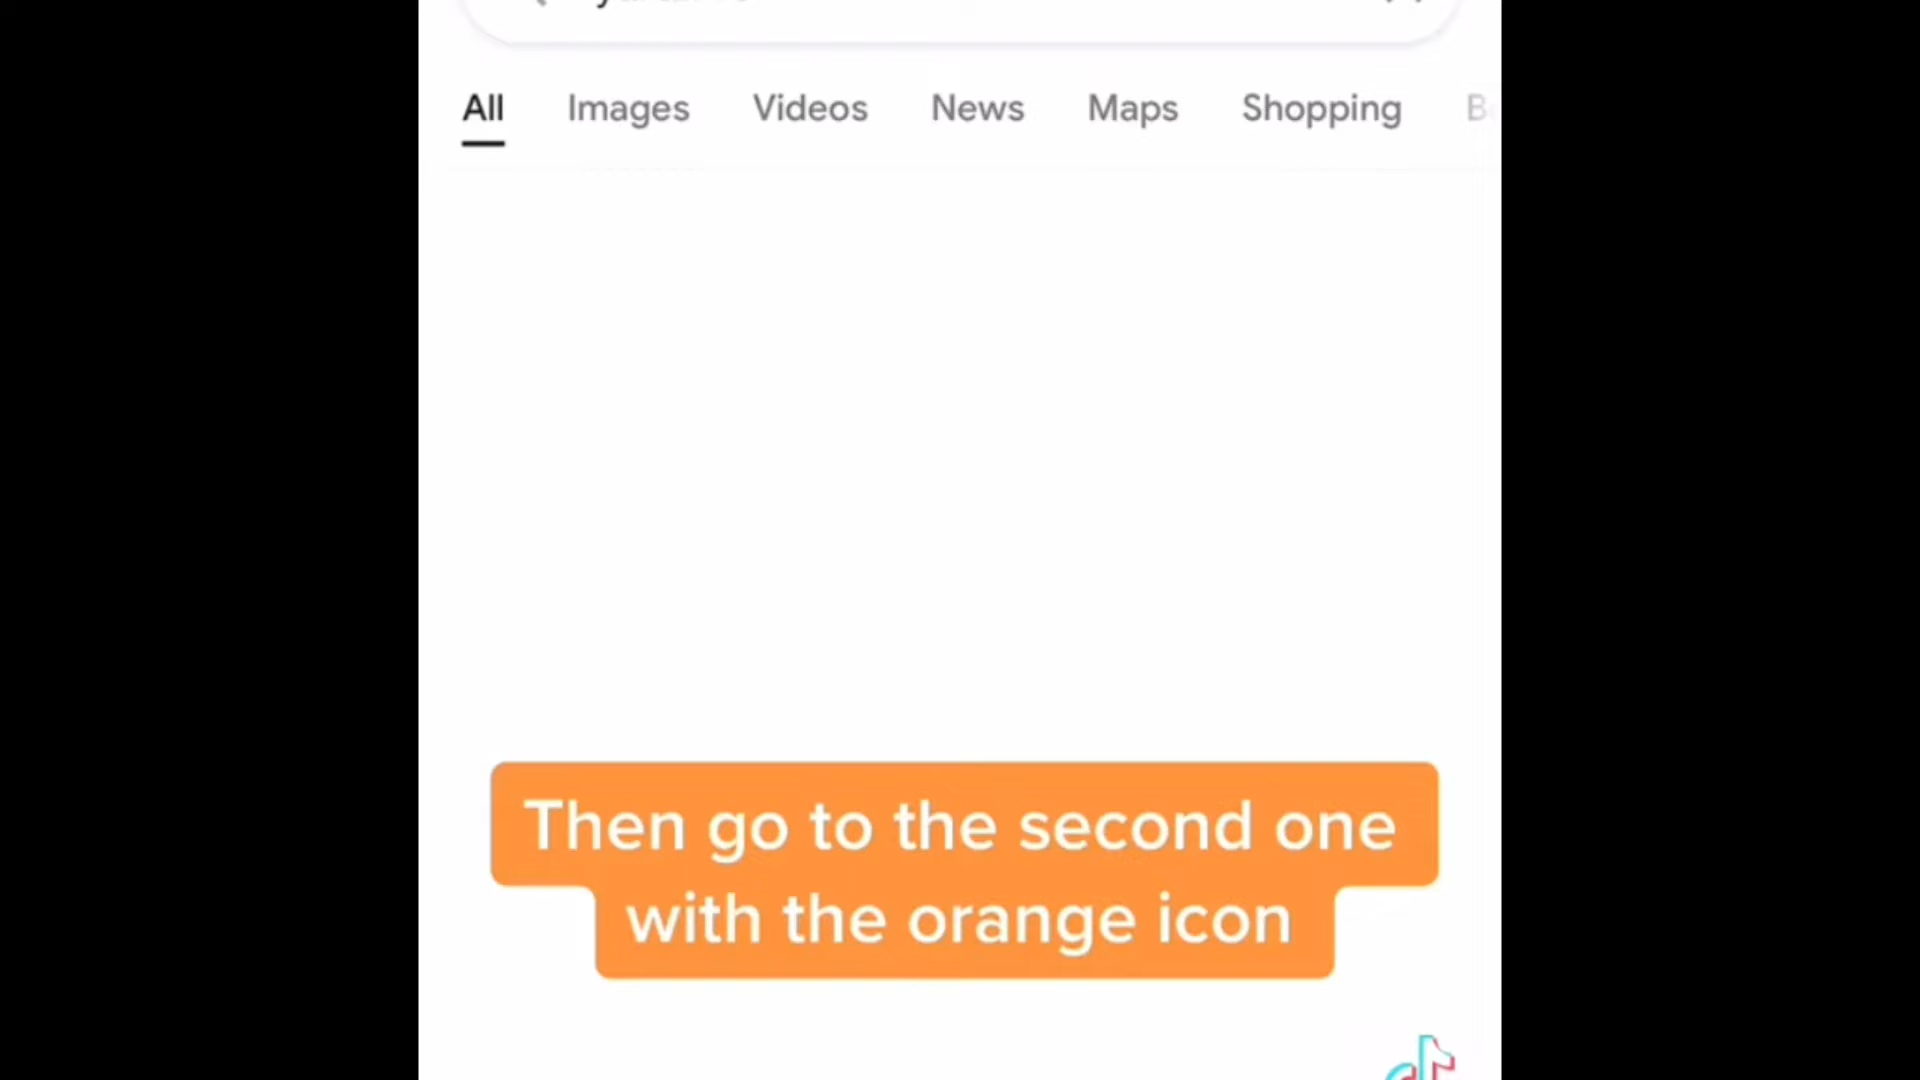 All Images Videos News Maps Shopping
Then go to the second one
with the orange icon